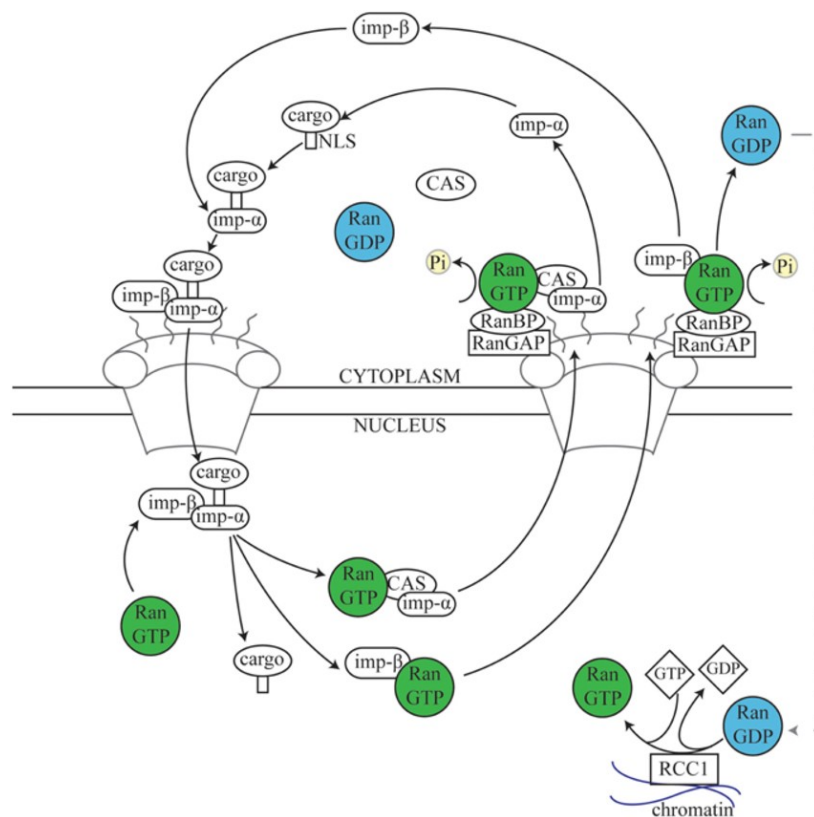 imp-β
cargo
NLS
imp-α
Ran
GDP
cargo
imp-α
CAS
Ran
GDP
cargo
imp-β
imp-α
Pi
Ran
GTP
CAS
imp-α
RanBP
RanGAP
imp-β
Ran
GTP
Pi
RanBP
RanGAP
CYTOPLASM
NUCLEUS
cargo
imp-β
imp-α
Ran
GTP
Ran
GTP
CAS
imp-α
cargo
imp-β
Ran
GTP
Ran
GTP
GTP
GDP
Ran
GDP
RCC1
chromatin